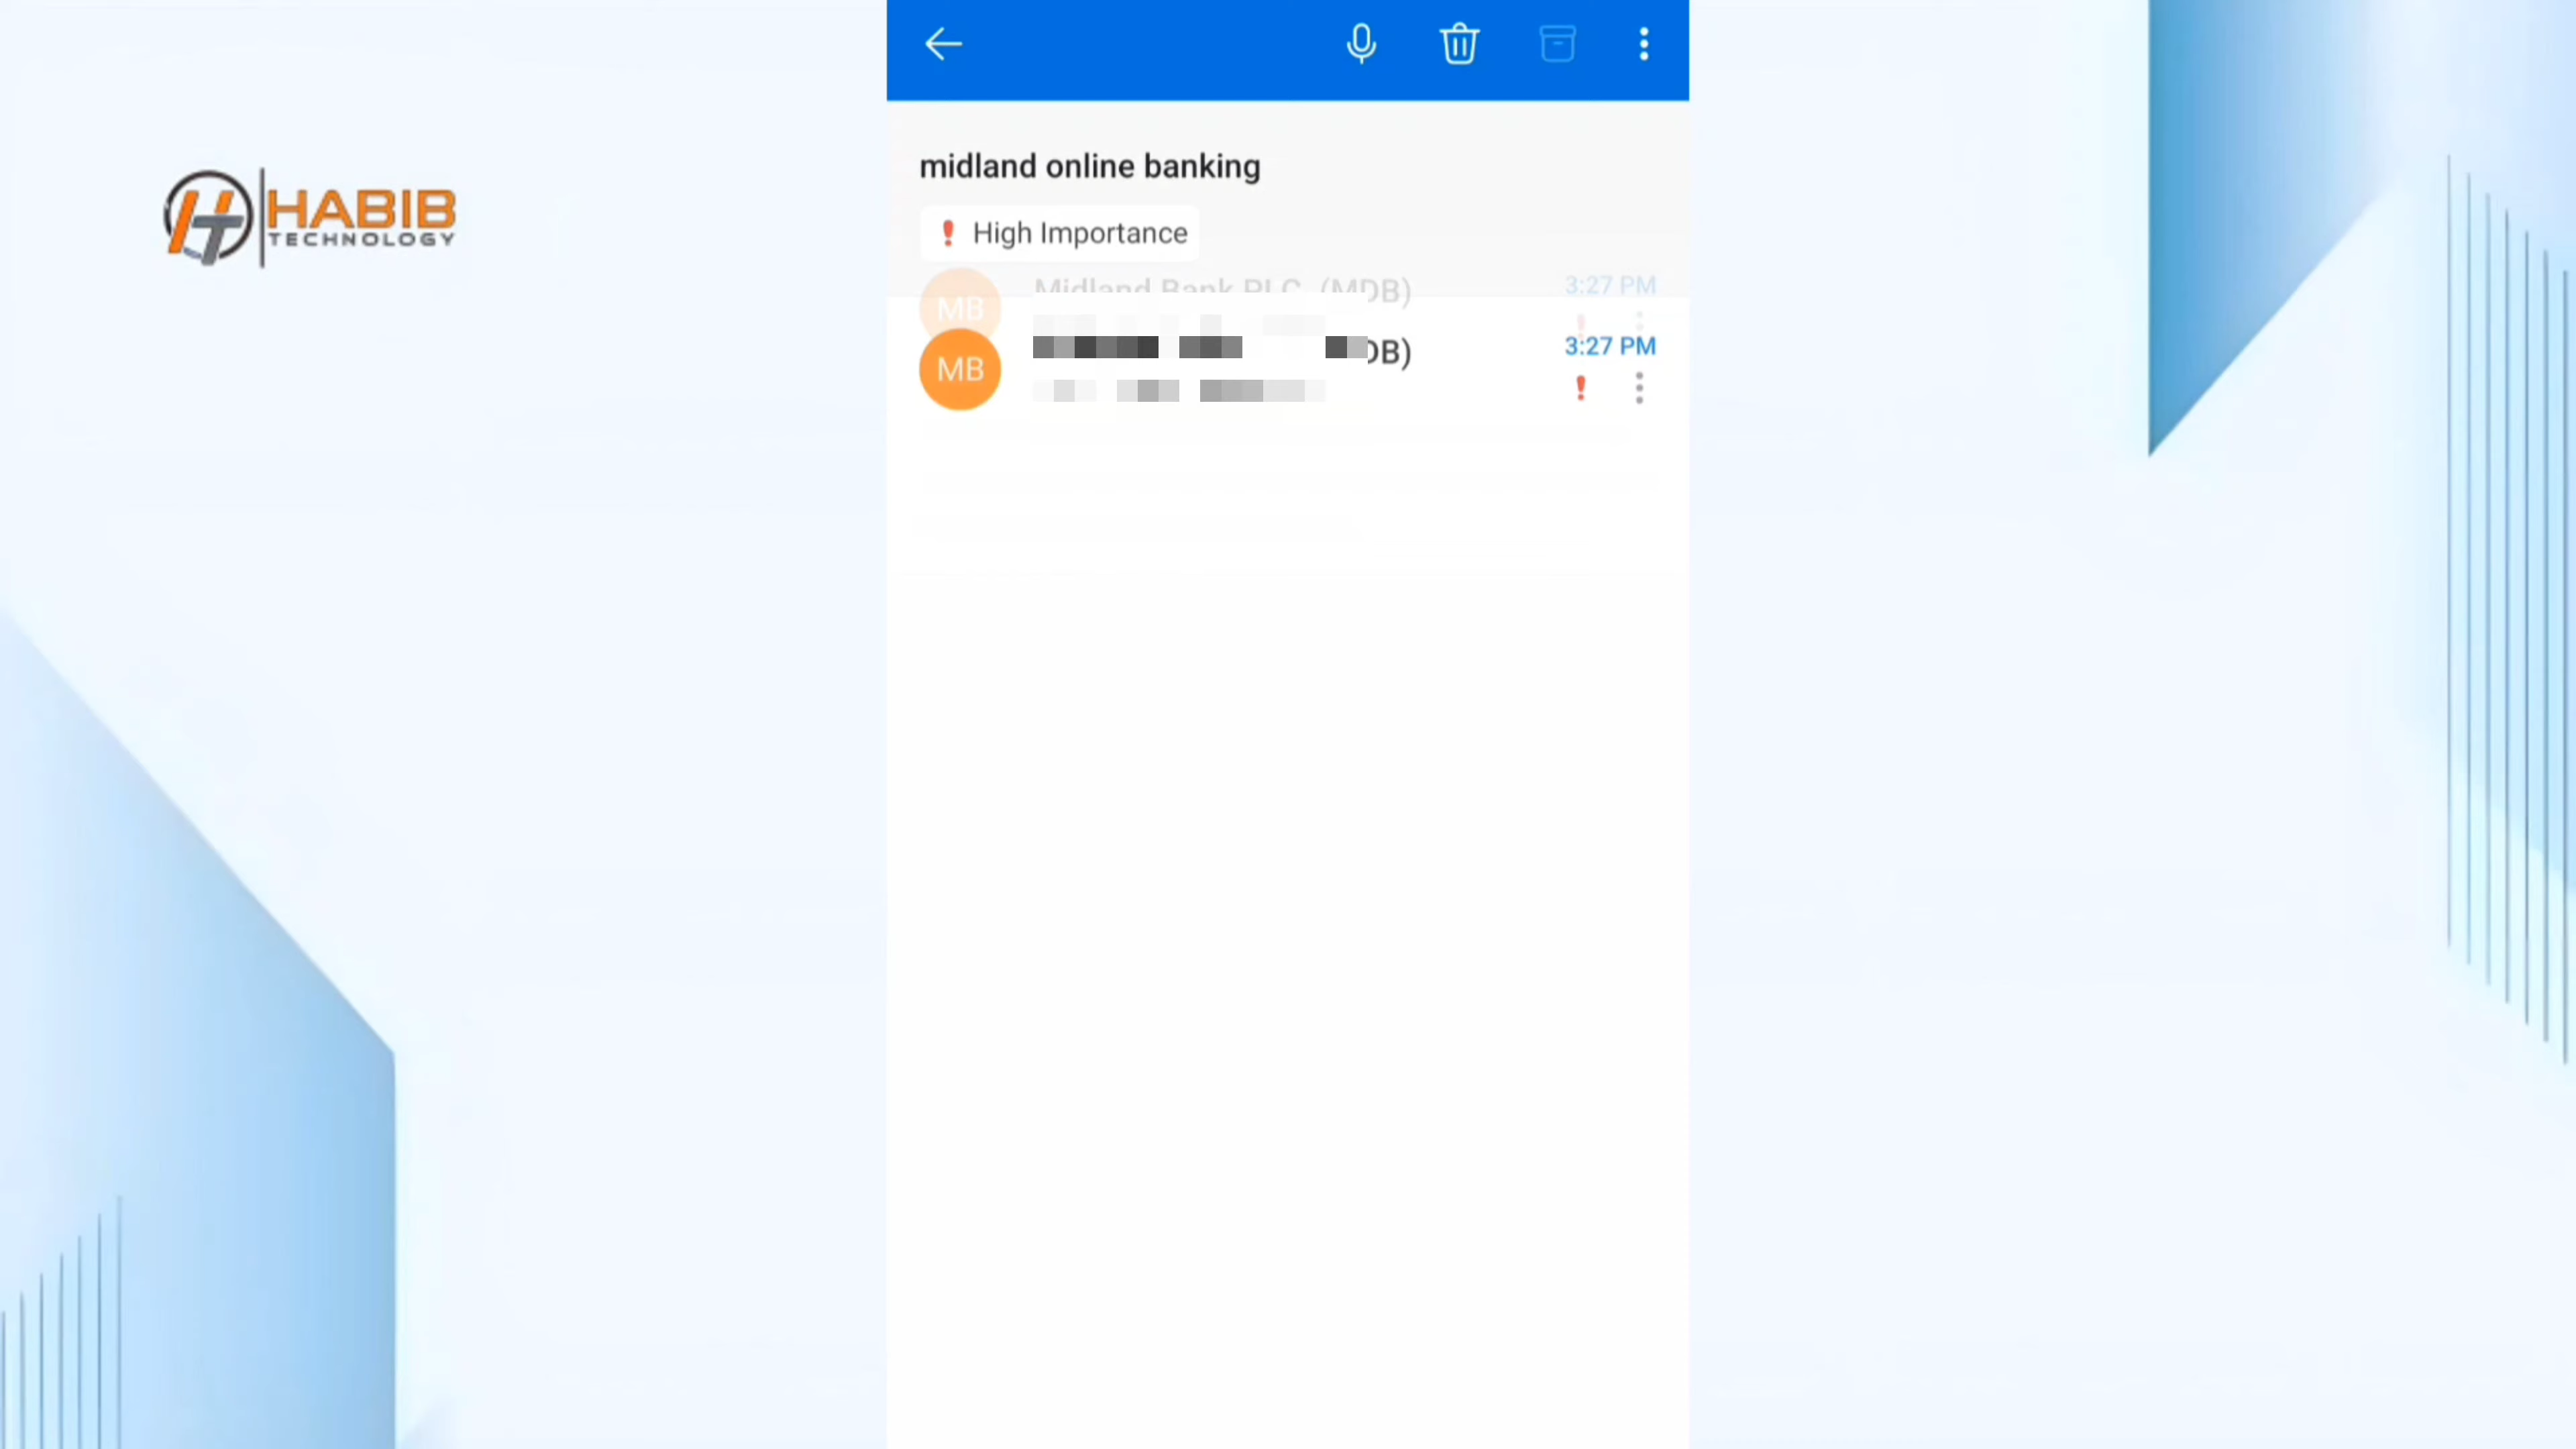 HABIB
TECHNOLOGY
midland online banking
High Importance
MB
Midland Bank PLC. (MDB)
3:27 PM
MB
DB)
3:27 PM